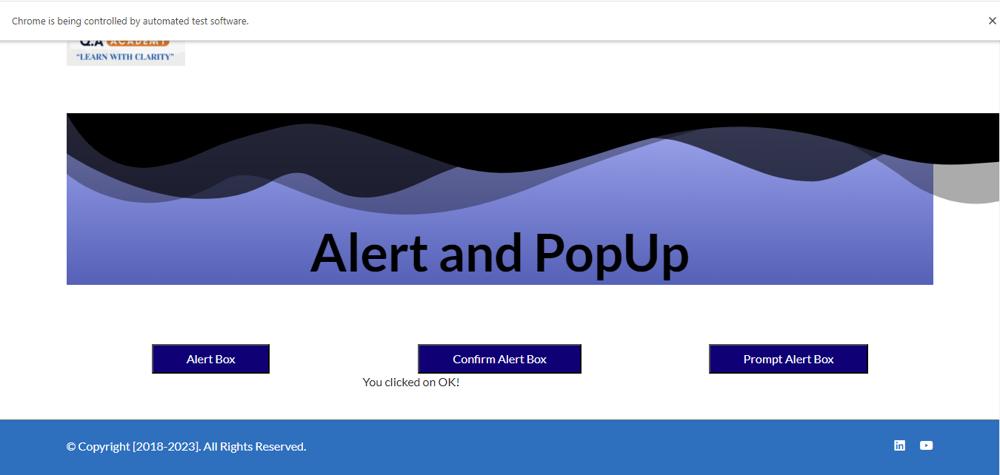 Chrome is being controlled by automated test software.
Q.A ACADEMY
“LEARN WITH CLARITY”
Alert and PopUp
Alert Box
Confirm Alert Box
Prompt Alert Box
You clicked on OK!
© Copyright [2018-2023]. All Rights Reserved.